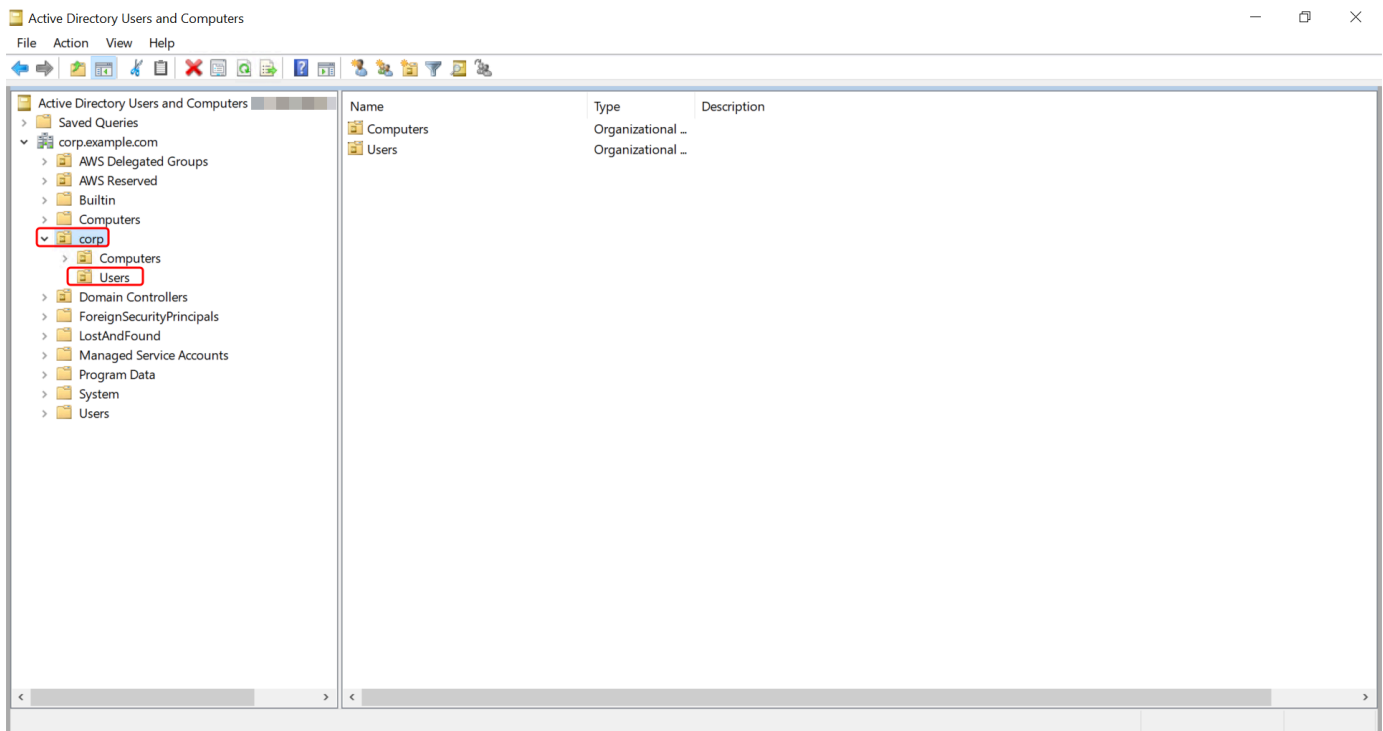 Active Directory Users and Computers
File Action View Help
Active Directory Users and Computers
Saved Queries
corp.example.com
AWS Delegated Groups
AWS Reserved
Builtin
Computers
corp
Computers
Users
Domain Controllers
ForeignSecurityPrincipals
LostAndFound
Managed Service Accounts
Program Data
System
Users
Name Type Description
Computers Organizational ...
Users Organizational ...